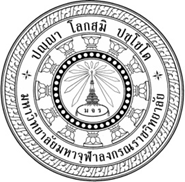 ปญฺญา โลกสฺมิ ปชฺโชโต
มจร
มหาวิทยาลัยมหาจุฬาลงกรณราชวิทยาลัย